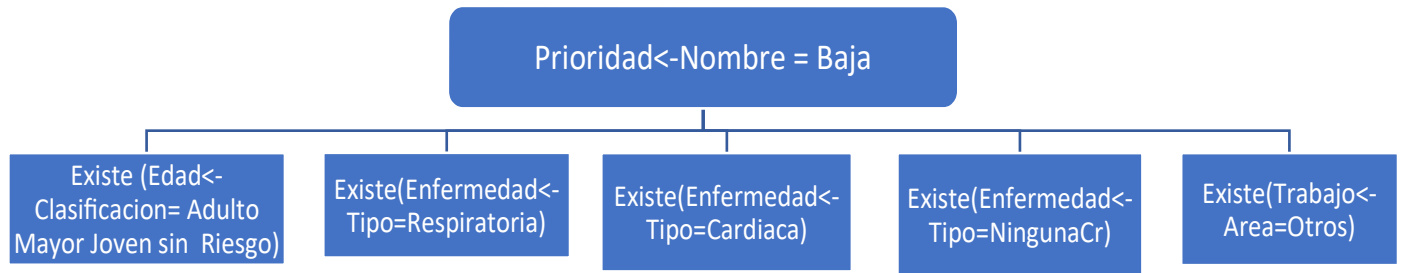 Prioridad<-Nombre = Baja
Existe (Edad<-
Clasificacion= Adulto
Mayor Joven sin  Riesgo)
Existe(Enfermedad<-
Tipo=Respiratoria)
Existe(Enfermedad<-
Tipo=Cardiaca)
Existe(Enfermedad<-
Tipo=NingunaCr)
Existe(Trabajo<-
Area=Otros)